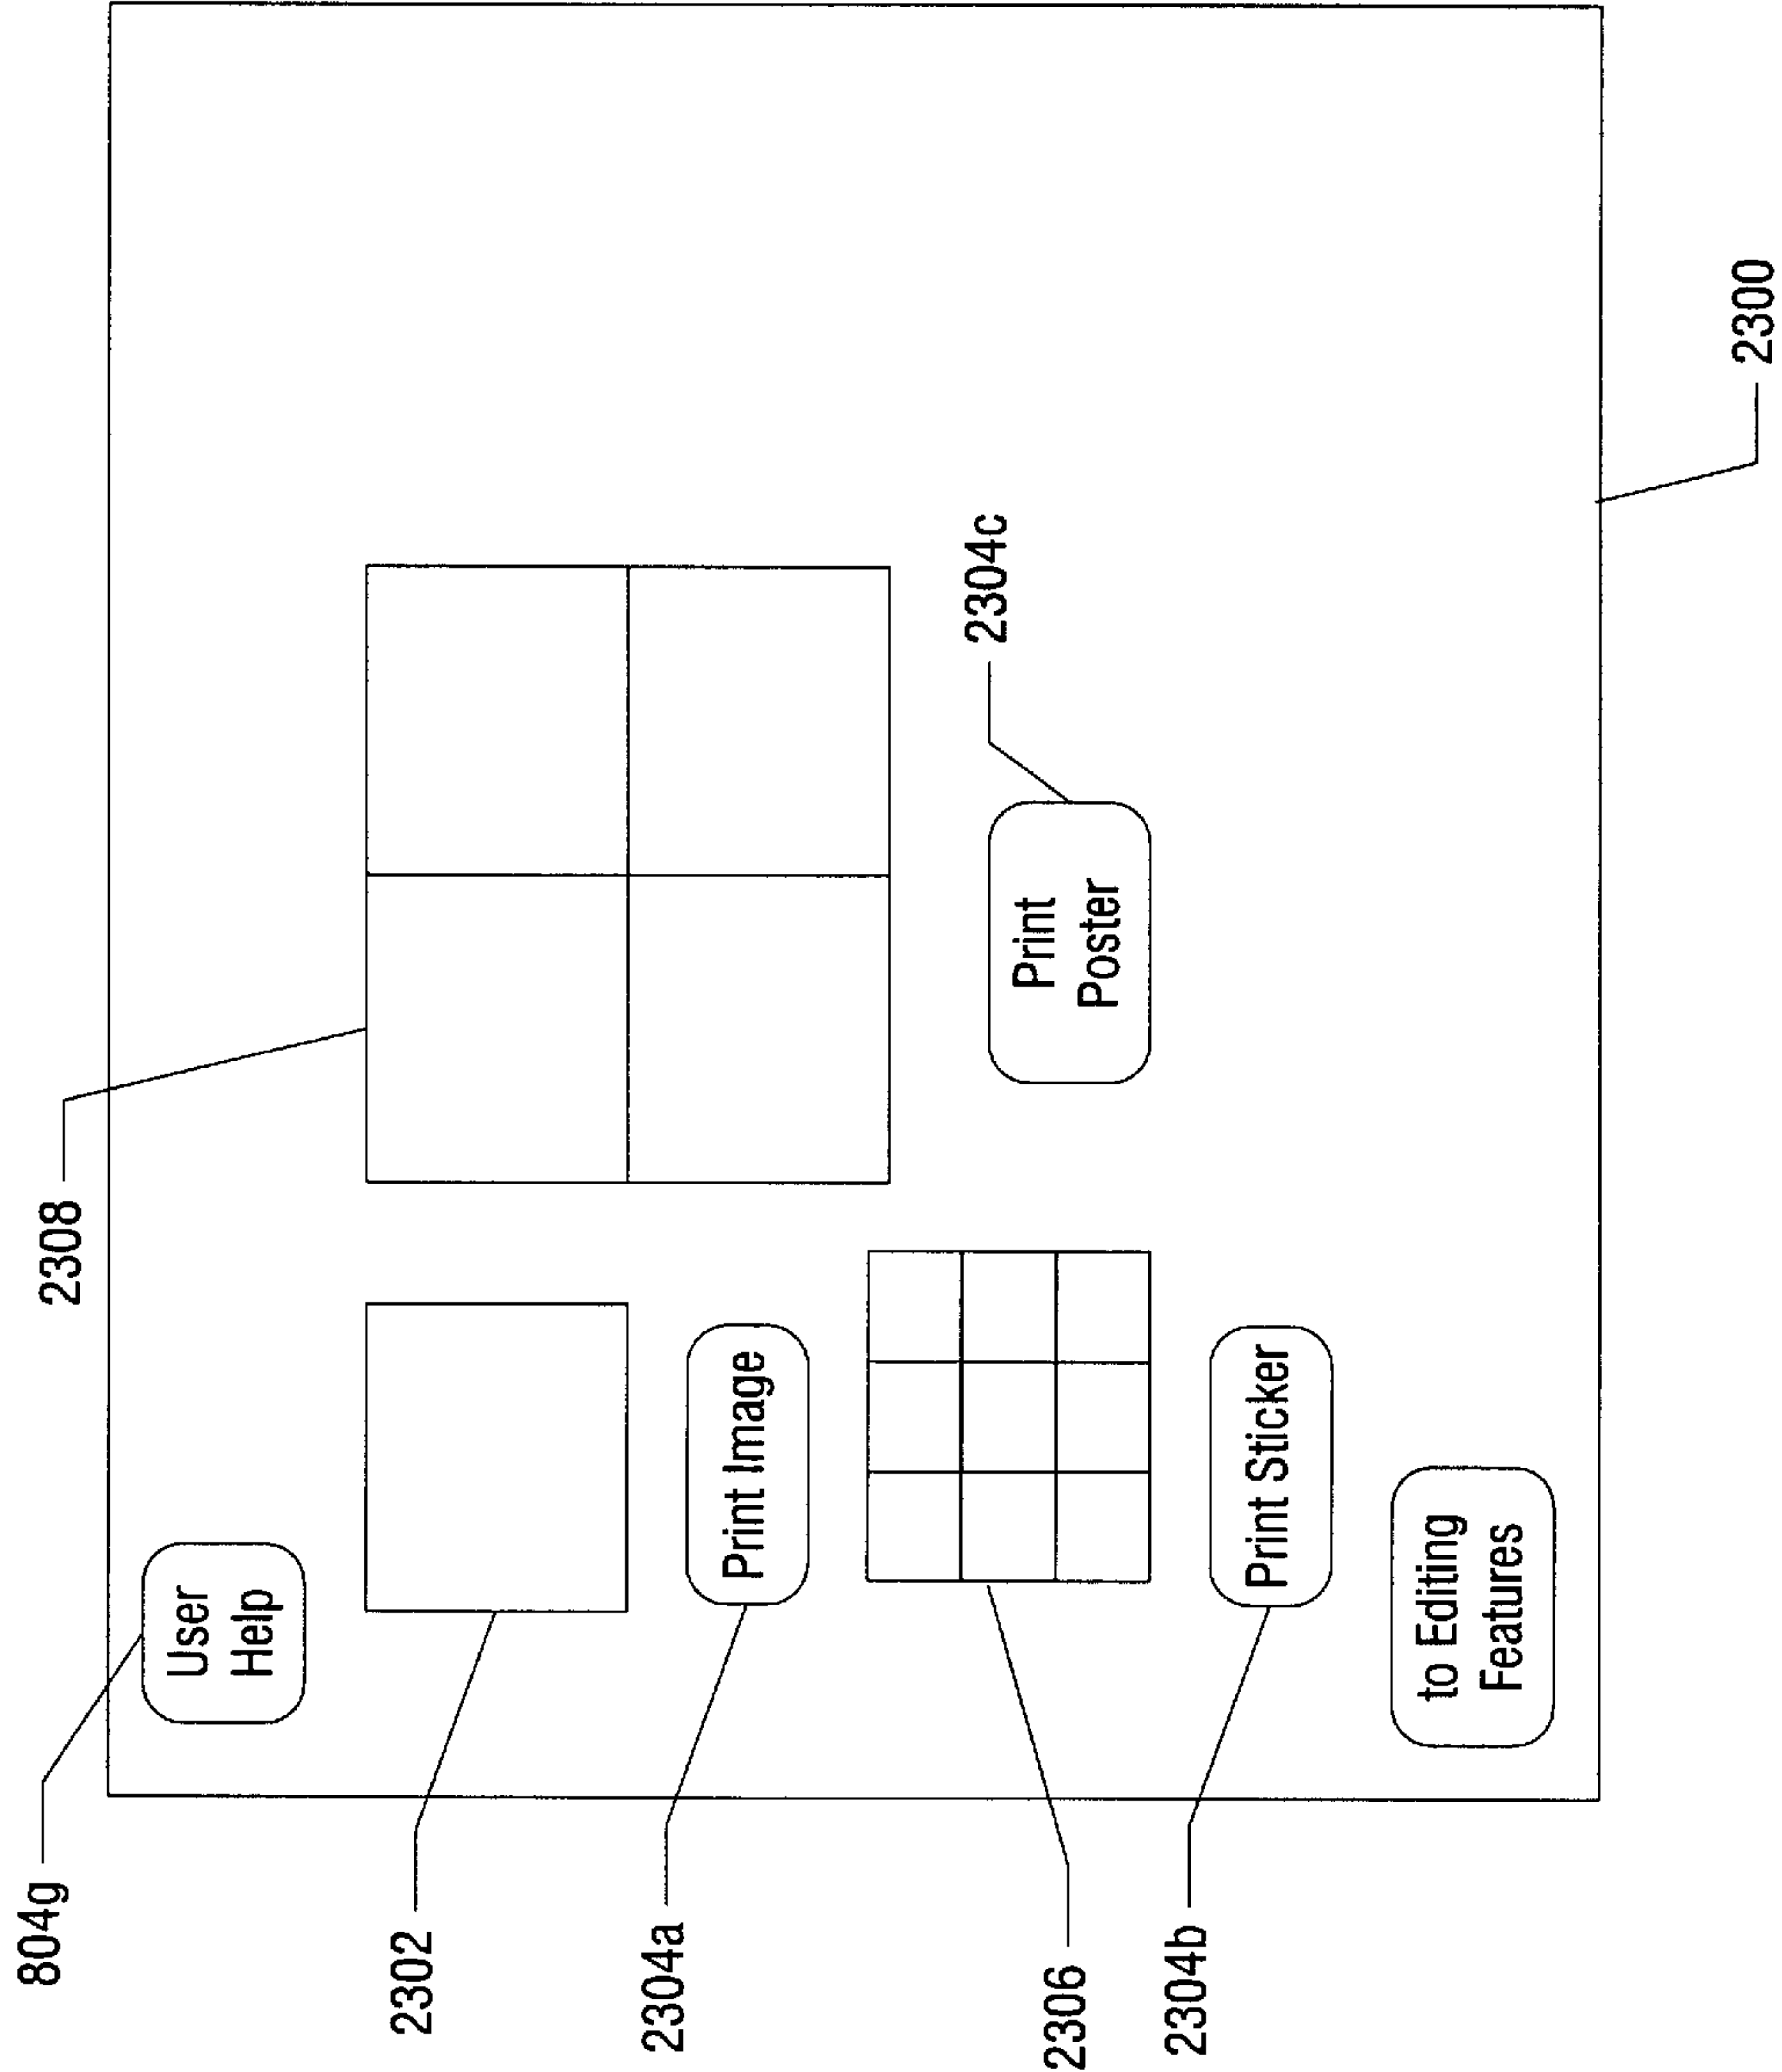 804g
User
Help
2308
2302
2304a
Print Image
2304c
Print
Poster
2306
2304b
Print Sticker
to Editing
Features
2300